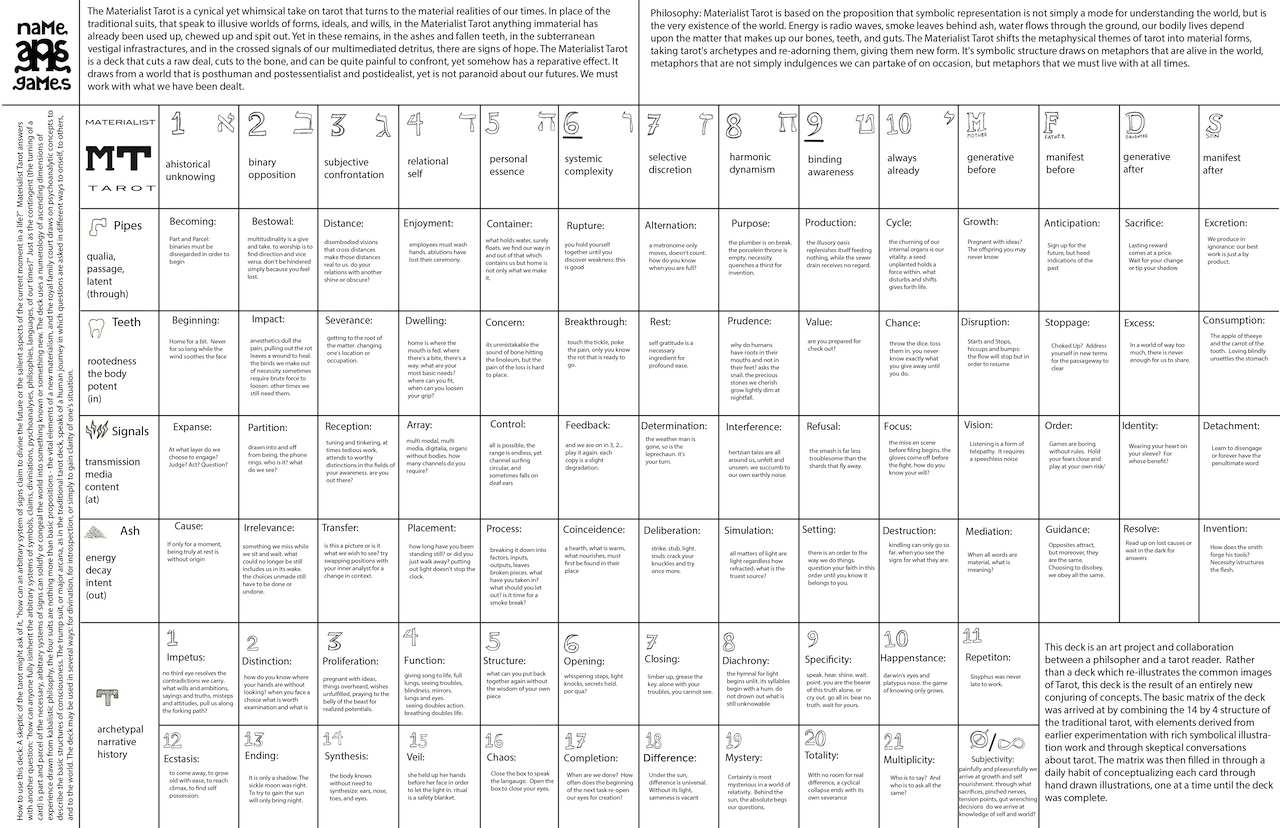 name.
games
games.
The Materialist Tarot is a cynical yet whimsical take on tarot that turns to the material realities of our times. In place of the
traditional suits, that speak to illusive worlds of forms, ideals, and wills, in the Materialist Tarot anything immaterial has
already been used up, chewed up and spit out. Yet in these remains, in the ashes and fallen teeth, in the subterranean
vestigal infrastractures, and in the crossed signals of our multimediated detritus, there are signs of hope. The Materialist Tarot
is a deck that cuts a raw deal, cuts to the bone, and can be quite painful to confront, yet somehow has a reparative effect. It
draws from a world that is posthuman and postessentialist and postidealist, yet is not paranoid about our futures. We must
work with what we have been dealt.
Philosophy: Materialist Tarot is based on the proposition that symbolic representation is not simply a mode for understanding the world, but is
the very existence of the world. Energy is radio waves, smoke leaves behind ash, water flows through the ground, our bodily lives depend
upon the matter that makes up our bones, teeth, and guts. The Materialist Tarot shifts the metaphysical themes of tarot into material forms,
taking tarot's archetypes and re-adorning them, giving them new form. It's symbolic structure draws on metaphors that are alive in the world,
metaphors that are not simply indulgences we can partake of on occasion, but metaphors that we must live with at all times.
How to use this deck: A skeptic of the tarot might ask of it, "how can an arbitrary system of signs claim to divine the future or the salient aspects of the current moment in a life?" Materialist Tarot answers
with another question: "how can anyone fully the arbitrary systems of symbols, claims, divinations, pyschoanalyses, philosophies, languages, of our times?" Just as the contingent (the turning of a
card) is part and parcel of the necessary, arbitrary systems of signs can solidify or congeal the world into something known or something new. The deck uses a numerology of ascending dimensions of
experience drawn from kabalistic philosophy, the four suits are nothing more than basic propositions - the vital elements of a new materialism, and the royal family court draws on psychoanalytic concepts to
describe the basic structures of consciousness. The trump suit, or major arcana, as in the traditional tarot deck, speaks of a human journey in which questions are asked in different ways to onself, to others,
and to the world. The deck may be used in several ways: for divination, for introspection, or simply to gain clarity of one's situation.
MATERIALIST
MT
TAROT
1 א
ahistorical
unknowing
2 ב
binary
opposition
3 ג
subjective
confrontation
4 ד
relational
self
5 ה
personal
essence
6 ו
systemic
complexity
7 ז
selective
discretion
8 ח
harmonic
dynamism
9 ט
binding
awareness
10 י
always
already
M
MOTHER
generative
before
F
FATHER
manifest
before
D
DAUGHTER
generative
after
S
SON
manifest
after
Pipes
qualia,
passage,
latent
(through)
Becoming:
Part and Parcel:
binaries must be
disregarded in order to
begin
Bestowal:
multitudinality is a give
and take. to worship is to
find direction and vice
versa. don't be hindered
simply because you feel
lost.
Distance:
disembodied visions
that cross distances
make those distances
real to us. do your
relations with another
shine or obscure?
Enjoyment:
employees must wash
hands. ablutions have
lost their ceremony.
Container:
what holds water, surely
floats. we find our way in
and out of that which
contains us but home is
not only what we make
it.
Rupture:
you hold yourself
together until you
discover weakness: this
is good
Alternation:
a matronome only
moves, doesn't count.
how do you know
when you are full?
Purpose:
the plumber is on break.
the porcelein throne is
empty. necessity
quenches a thirst for
invention.
Production:
the illusory oasis
replenishes itself feeding
nothing, while the sewer
drain receives no regard.
Cycle:
the churning of our
internal organs is our
vitality. a seed
unplanted holds a
force within. what
disturbs and shifts
gives forth life.
Growth:
Pregnant with ideas?
The offspring you may
never know
Anticipation:
Sign up for the
future, but heed
indications of the
past
Sacrifice:
Lasting reward
comes at a price.
Wait for your change
or tip your shadow
Excretion:
We produce in
ignorance: our best
work is just a by
product.
Teeth
rootedness
the body
potent
(in)
Beginning:
Home for a bit. Never
for so long while the
wind soothes the face
Impact:
anesthetics dull the
pain, pulling out the rot
leaves a wound to heal.
the binds we make out
of necessity sometimes
require brute force to
loosen. other times we
still need them.
Severance:
getting to the root of
the matter. changing
one's location or
occupation.
Dwelling:
home is where the
mouth is fed. where
there's a bite, there's a
way. what are your
most basic needs?
where can you fit,
when can you loosen
your grip?
Concern:
its unmistakable the
sound of bone hitting
the linoleum, but the
pain of the loss is hard
to place.
Breakthrough:
touch the tickle, poke
the pain, only you know
the rot that is ready to
go.
Rest:
self gratitude is a
necessary
ingredient for
profound ease.
Prudence:
why do humans
have roots in their
mouths and not in
their feet? asks the
snail. the precious
stones we cherish
grow lightly dim at
nightfall.
Value:
are you prepared for
check out?
Chance:
throw the dice. toss
them in. you never
know exactly what
you give away until
you do.
Disruption:
Starts and Stops,
hiccups and bumps
the flow will stop but in
order to resume
Stoppage:
Choked Up? Address
yourself in new terms
for the passageway to
clear
Excess:
In a world of way too
much, there is never
enough for us to share.
Consumption:
The apple of theeye
and the carrot of the
tooth. Loving blindly
unsettles the stomach
Signals
transmission
media
content
(at)
Expanse:
At what layer do we
choose to engage?
Judge? Act? Question?
Partition:
drawn into and off
from being, the phone
rings. who is it? what
do we see?
Reception:
tuning and tinkering, at
times tedious work,
attends to worthy
distinctions in the fields of
your awareness. are you
out there?
Array:
multi modal, multi
media, digitalia, organs
without bodies. how
many channels do you
require?
Control:
all is possible, the
range is endless, yet
channel surfing
circular, and
sometimes falls on
deaf ears
Feedback:
and we are on in 3, 2...
play it again. each
copy is a slight
degradation.
Determination:
the weather man is
gone, so is the
leprechaun. it's
your turn.
Interference:
hertzian tales are all
around us, unfelt and
unseen. we succumb to
our own earthly noise.
Refusal:
the smash is far less
troublesome than the
shards that fly away.
Focus:
the mise en scene
before filing begins. the
gloves come off before
the fight, how do you
know your will?
Vision:
Listening is a form of
telepathy. It requires
a speechless noise
Order:
Games are boring
without rules. Hold
your fears close and
play at your own risk/
Identity:
Wearing your heart on
your sleeve? For
whose benefit?
Detachment:
Learn to disengage
or forever have the
penultimate word
Ash
energy
decay
intent
(out)
Cause:
If only for a moment,
being truly at rest is
without origin
Irrelevance:
something we miss while
we sit and wait. what
could no longer be still
includes us in its wake.
the choices unmade still
have to be done or
undone.
Transfer:
is this a picture or is it
what we wish to see? try
swapping positions with
your inner analyst for a
change in context.
Placement:
how long have you been
standing still? or did you
just walk away? putting
out light doesn't stop the
clock.
Process:
breaking it down into
factors, inputs,
outputs, leaves
broken pieces. what
have you taken in?
what should you let
out? is it time for a
smoke break?
Coineidence:
a hearth, what is warm,
what nourishes, must
first be found in their
place
Deliberation:
strike. stub, light.
snub. crack your
knuckles and try
once more.
Simulation:
all matters of light are
light regardless how
refracted. what is the
truest source?
Setting:
there is an order to the
way we do things.
question your faith in this
order until you know it
belongs to you.
Destruction:
kindling can only go so
far. when you see the
signs for what they are.
Mediation:
When all words are
material, what is
meaning?
Guidance:
Opposites attract,
but moreover, they
are the same.
Choosing to disobey,
we obey all the same.
Resolve:
Read up on lost causes or
wait in the dark for
answers
Invention:
How does the smith
forge his tools?
Necessity istructures
the flesh.
archetypal
narrative
history
1
Impetus:
no third eye resolves the
contradictions we carry.
what wills and ambitions,
sayings and truths, missteps
and attitudes, pull us along
the forking path?
2
Distinction:
how do you know
where your hands are
without looking? when you face a
choice what is worth
examination and what is
3
Proliferation:
pregnant with ideas,
things overheard, wishes
unfulfilled, praying to the
belly of the beast for
realized potentials.
4
Function:
giving song to life, full
lungs, seeing troubles,
blindness, mirrors,
lungs and eyes.
seeing doubles action.
breathing doubles life.
5
Structure:
what can you put back
together again without
the wisdom of your own
piece
6
Opening:
whispering steps, light
knocks, secrets held.
por qua?
7
Closing:
limber up, grease the
key. alone with your
troubles, you cannot see.
8
Diachrony:
the hymnal for light
begins unlit, its syllables
begin with a hum. do
not drown out what is
still unknowable
9
Specificity:
speak. hear. shine. wait.
point. you are the bearer
of this truth alone. or
cry out. go all in. bear no
truth. wait for yours.
10
Happenstance:
darwin's eyes and
platypus nose. the game
of knowing only grows.
11
Repetiton:
Sisyphus was never
late to work.
12
Ecstasis:
to come away, to grow
old with ease, to reach
climax, to find self
possession.
13
Ending:
It is only a shadow. The
sickle moon was right.
To try to gain the sun
will only bring night.
14
Synthesis:
the body knows
without need to
synthesize: ears, nose,
toes, and eyes.
15
Veil:
she held up her hands
before her face in order
to let the light in. ritual
is a safety blanket.
16
Chaos:
Close the box to speak
the langauge. Open the
box to close your eyes.
17
Completion:
When are we done? How
often does the beginning
of the next task re-open
our eyes for creation?
18
Difference:
Under the sun,
difference is universal.
Without its light,
sameness is vacant
19
Mystery:
Certainty is most
mysterious in a world of
relativity. Behind the
sun, the absolute begs
our questions.
20
Totality:
With no room for real
difference, a cyclical
collapse ends with its
own severance
21
Multiplicity:
Who is to say? And
who is to ask all the
same?
Ø/∞
Subjectivity:
painfully and pleasurefully we
arrive at growth and self
nourishment: through what
sacrifices, pinched nerves,
tension points, gut wrenching
decisions do we arrive at
knowledge of self and world?
This deck is an art project and collaboration
between a philospher and a tarot reader. Rather
than a deck which re-illustrates the common images
of Tarot, this deck is the result of an entirely new
conjuring of concepts. The basic matrix of the deck
was arrived at by combining the 14 by 4 structure of
the traditional tarot, with elements derived from
earlier experimentation with rich symbolical illustra-
tion work and through skeptical conversations
about tarot. The matrix was then filled in through a
daily habit of conceptualizing each card through
hand drawn illustrations, one at a time until the deck
was complete.